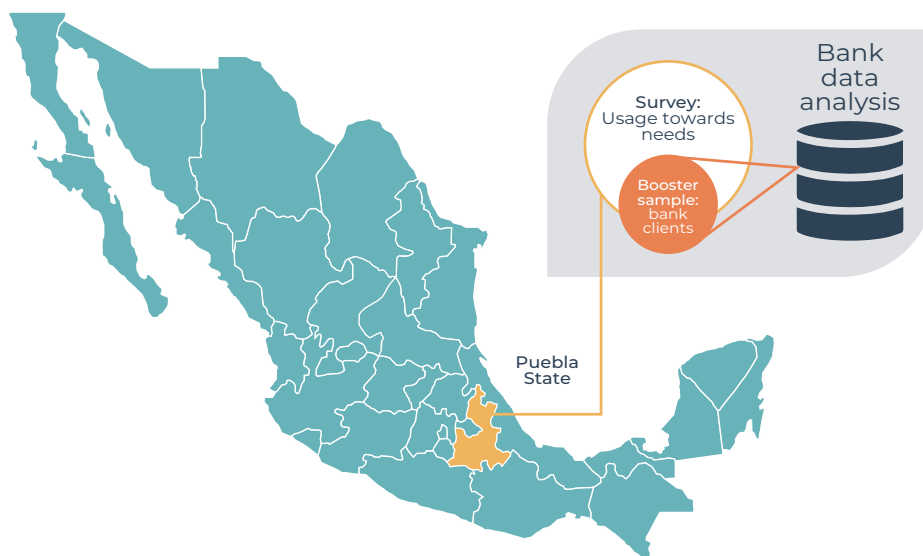 Bank
data
analysis
Survey:
Usage towards
needs
Booster
sample:
bank
clients
Puebla
State